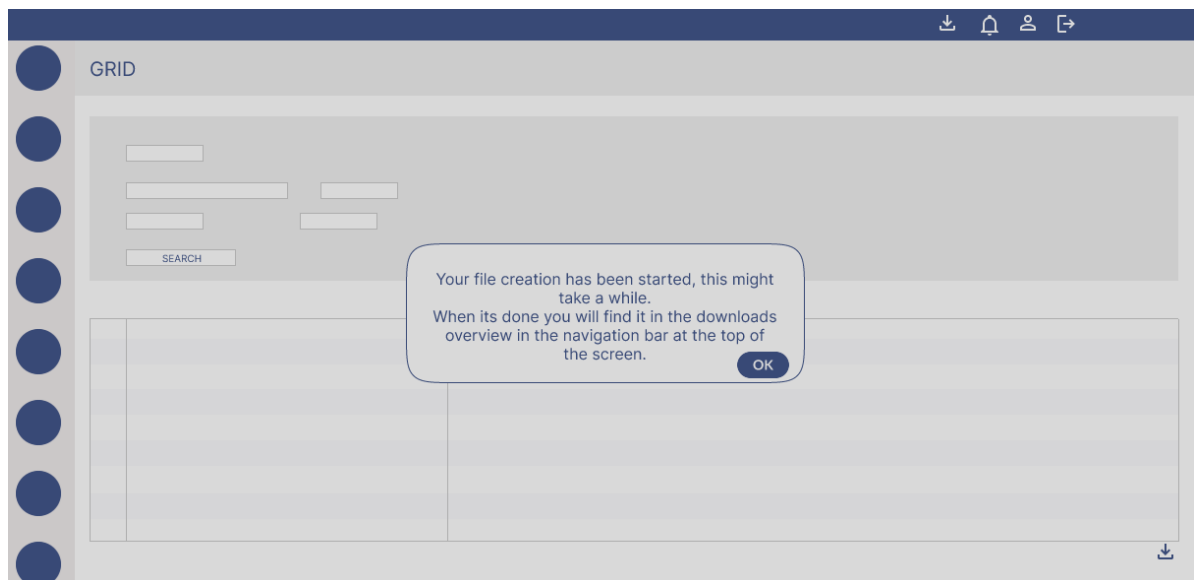 GRID
SEARCH
Your file creation has been started, this might
take a while.
When its done you will find it in the downloads
overview in the navigation bar at the top of
the screen.
OK